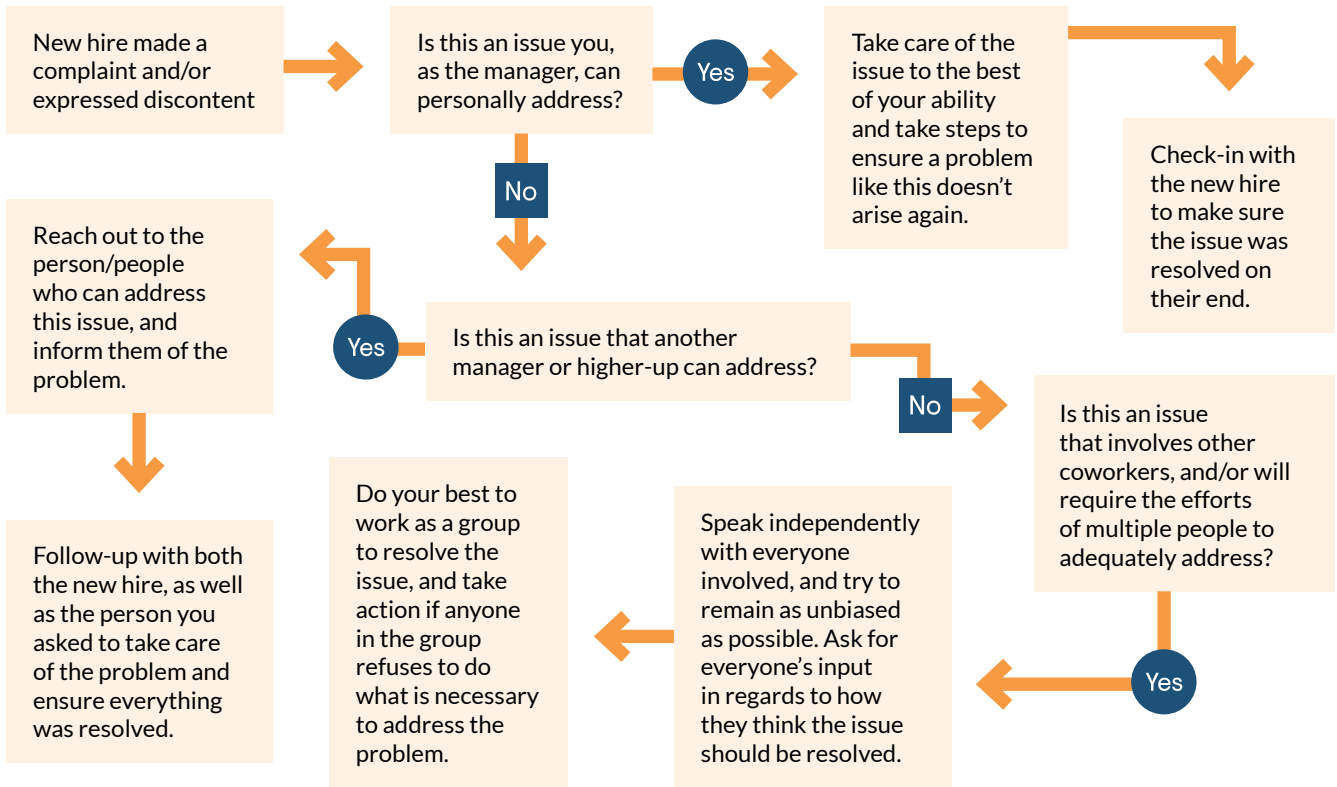 New hire made a
complaint and/or
expressed discontent
Is this an issue you,
as the manager, can
personally address?
Yes
Take care of the
issue to the best
of your ability
and take steps to
ensure a problem
like this doesn’t
arise again.
Check-in with
the new hire
to make sure
the issue was
resolved on
their end.
No
Is this an issue that another
manager or higher-up can address?
Yes
Reach out to the
person/people
who can address
this issue, and
inform them of the
problem.
Follow-up with both
the new hire, as well
as the person you
asked to take care
of the problem and
ensure everything
was resolved.
No
Is this an issue
that involves other
coworkers, and/or will
require the efforts
of multiple people to
adequately address?
Yes
Speak independently
with everyone
involved, and try to
remain as unbiased
as possible. Ask for
everyone’s input
in regards to how
they think the issue
should be resolved.
Do your best to
work as a group
to resolve the
issue, and take
action if anyone
in the group
refuses to do
what is necessary
to address the
problem.